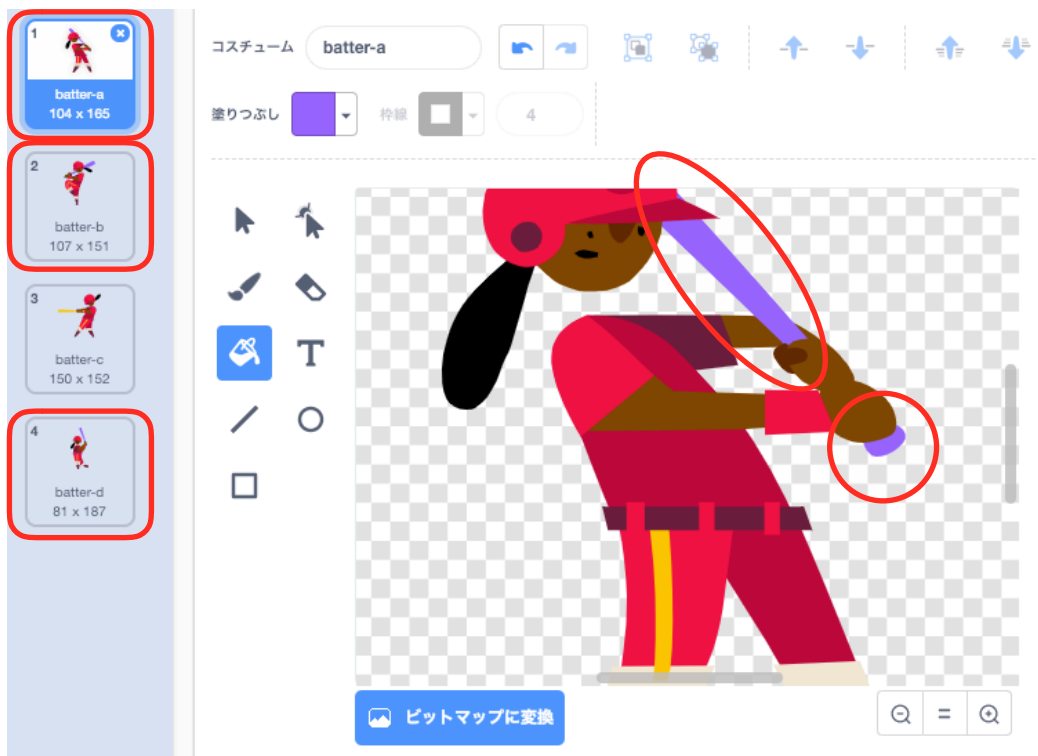 1
batter-a
104 x 165
2
batter-b
107 x 151
3
batter-c
150 x 152
4
batter-d
81 x 187
コスチューム batter-a
塗りつぶし 枠線 4
T
ビットマップに変換